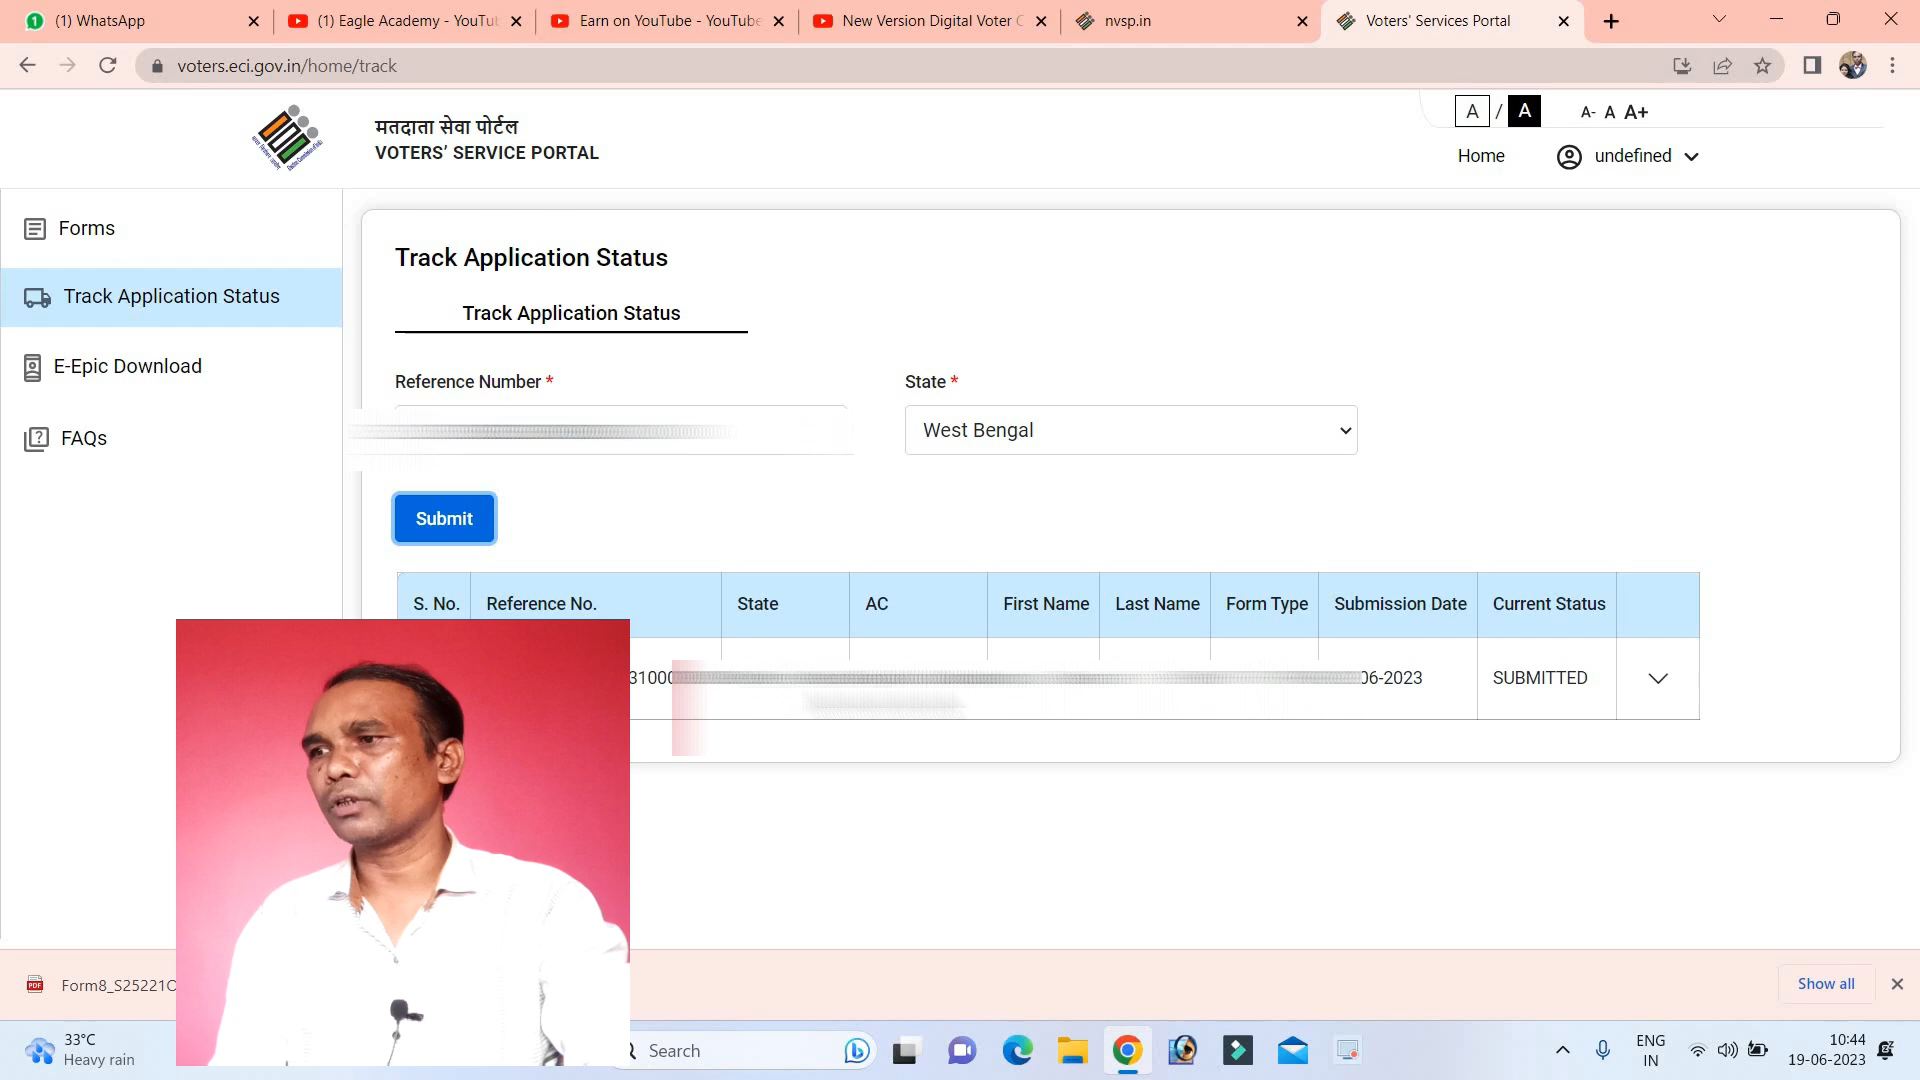 (1) WhatsApp
(1) Eagle Academy - YouTu
Earn on YouTube - YouTube
New Version Digital Voter C
nvsp.in
Voters' Services Portal
voters.eci.gov.in/home/track
मतदाता सेवा पोर्टल
VOTERS’ SERVICE PORTAL
A / A A- A A+
Home
undefined
Forms
Track Application Status
E-Epic Download
FAQs
Track Application Status
Track Application Status
Reference Number *
State *
West Bengal
Submit
S. No. Reference No. State AC First Name Last Name Form Type Submission Date Current Status
31000 06-2023 SUBMITTED
Form8_S25221O
Show all
33°C
Heavy rain
Search
ENG
IN
10:44
19-06-2023